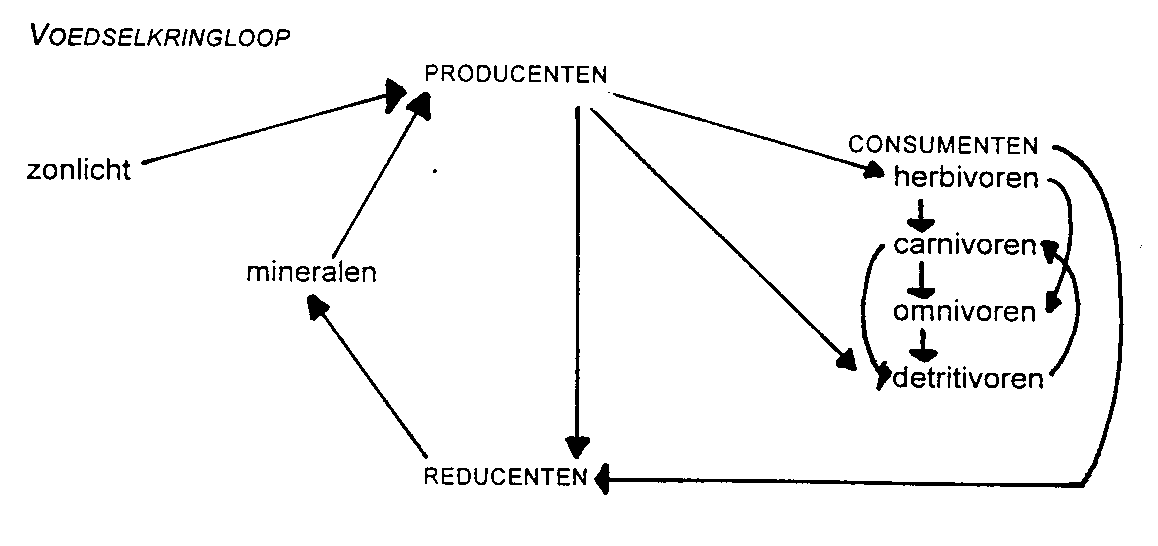 VOEDSELKRINGLOOP
PRODUCENTEN
CONSUMENTEN
zonlicht
herbivoren
carnivoren
mineralen
omnivoren
detritivoren
REDUCENTEN